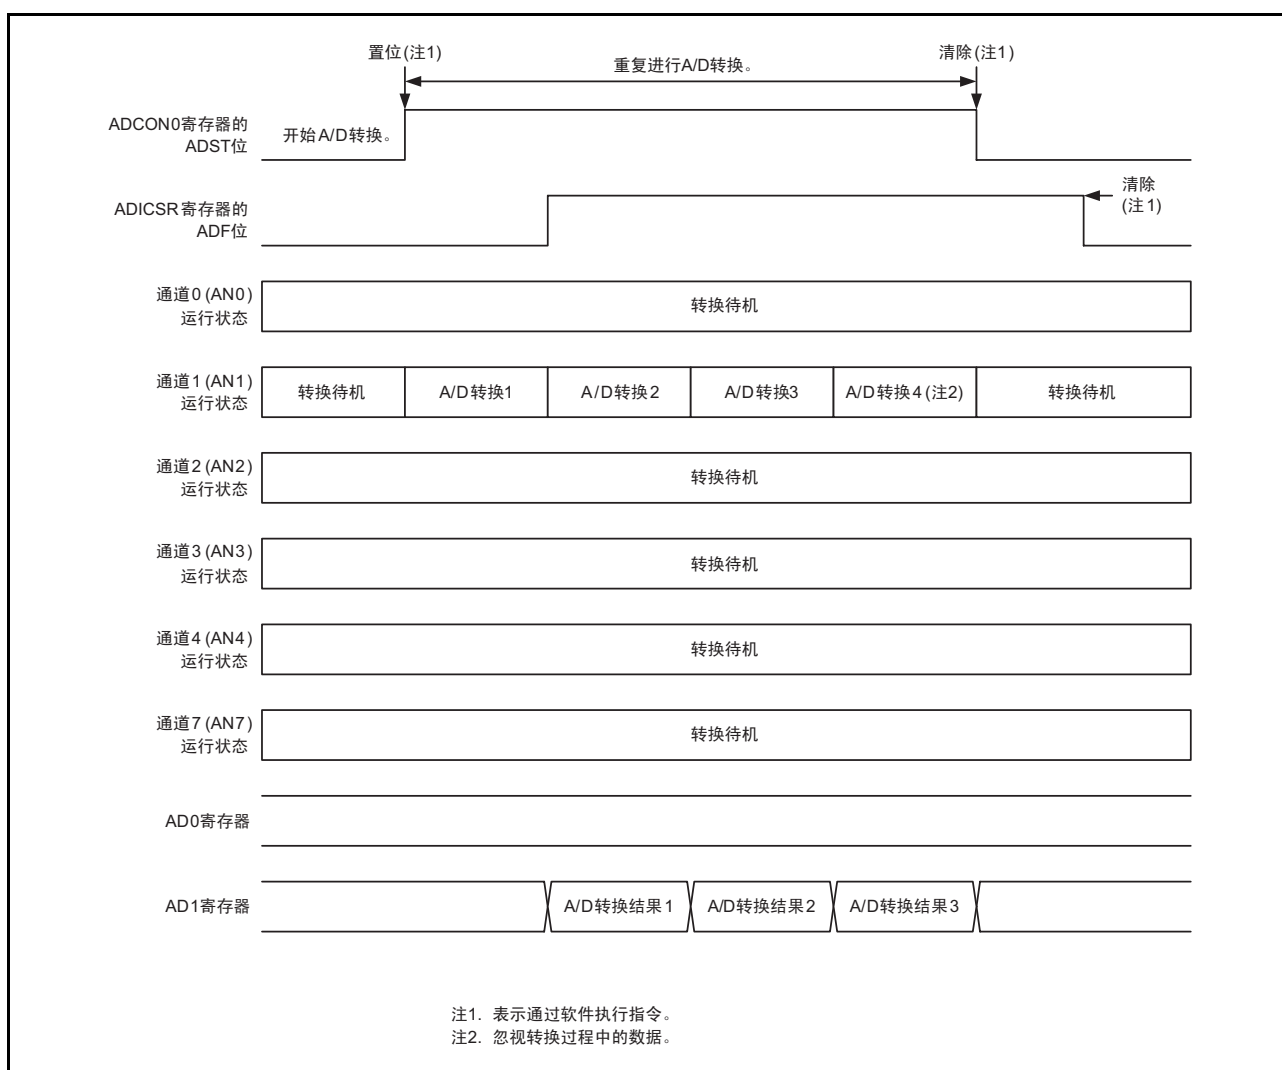 置位(注1)
重复进行A/D转换。
清除(注1)
ADCON0寄存器的
ADST位
开始A/D转换。
ADICSR寄存器的
ADF位
清除
(注1)
通道0(AN0)
运行状态
转换待机
通道1(AN1)
运行状态
转换待机
A/D转换1
A/D转换2
A/D转换3
A/D转换4(注2)
转换待机
通道2(AN2)
运行状态
转换待机
通道3(AN3)
运行状态
转换待机
通道4(AN4)
运行状态
转换待机
通道7(AN7)
运行状态
转换待机
AD0寄存器
AD1寄存器
A/D转换结果1
A/D转换结果2
A/D转换结果3
注1. 表示通过软件执行指令。
注2. 忽视转换过程中的数据。